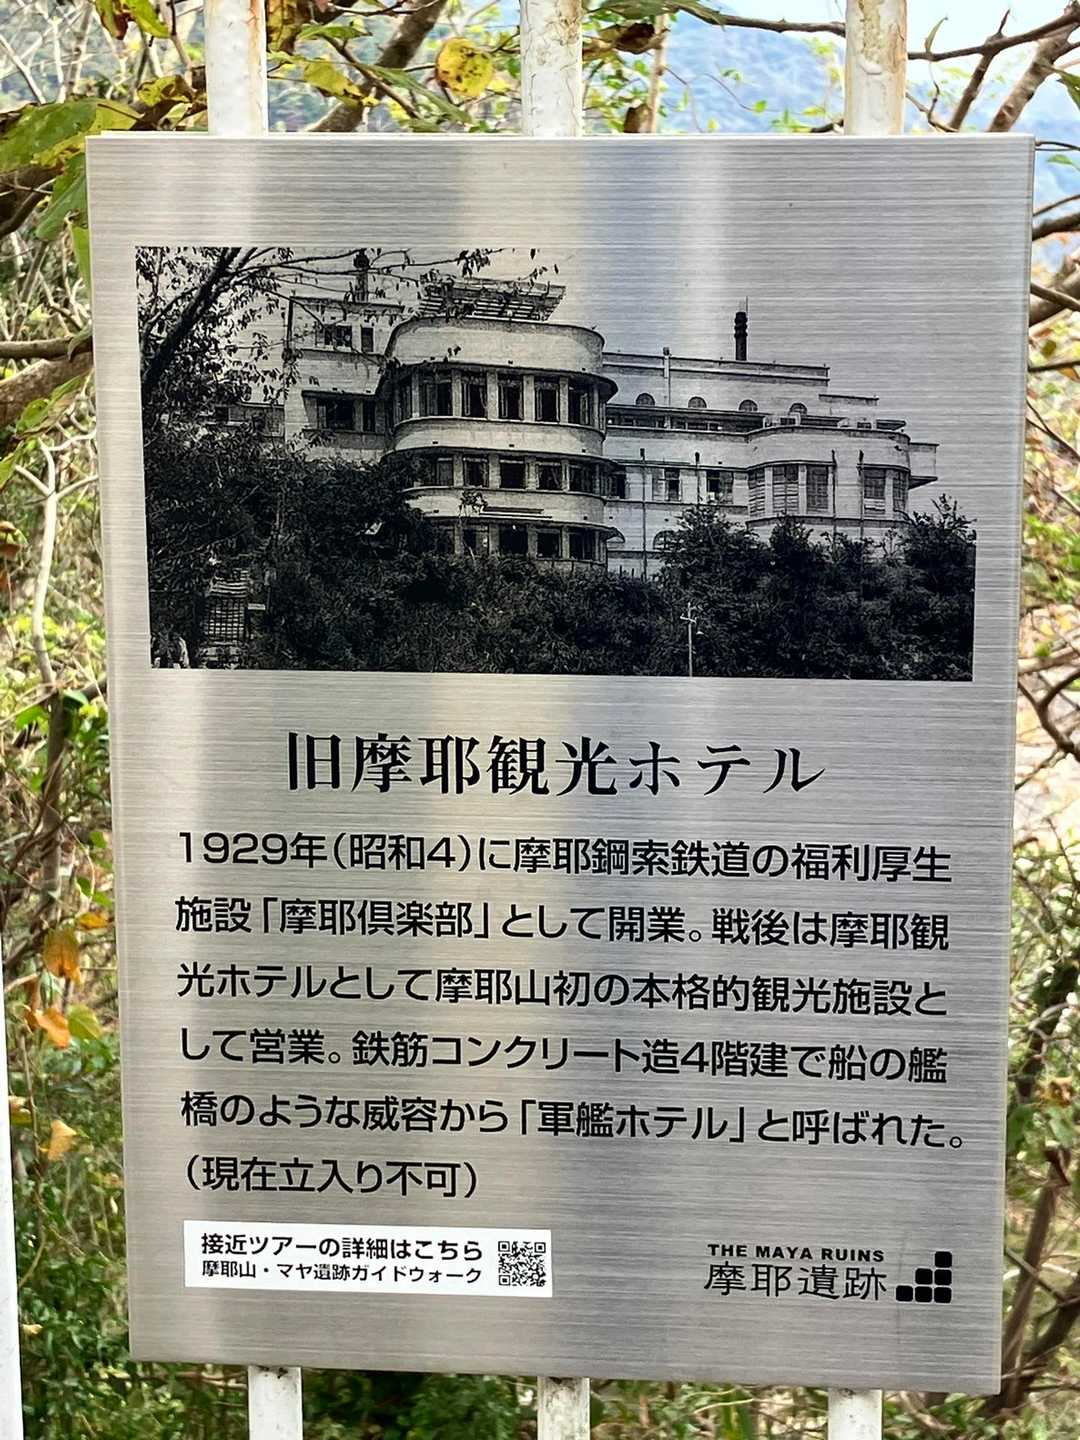 旧摩耶観光ホテル
1929年(昭和4)に摩耶鋼索鉄道の福利厚生
施設「摩耶倶楽部」として開業。戦後は摩耶観
光ホテルとして摩耶山初の本格的観光施設と
して営業。鉄筋コンクリート造4階建で船の艦
橋のような威容から「軍艦ホテル」と呼ばれた。
(現在立入り不可)
接近ツアーの詳細はこちら
摩耶山・マヤ遺跡ガイドウォーク
THE MAYA RUINS
摩耶遺跡